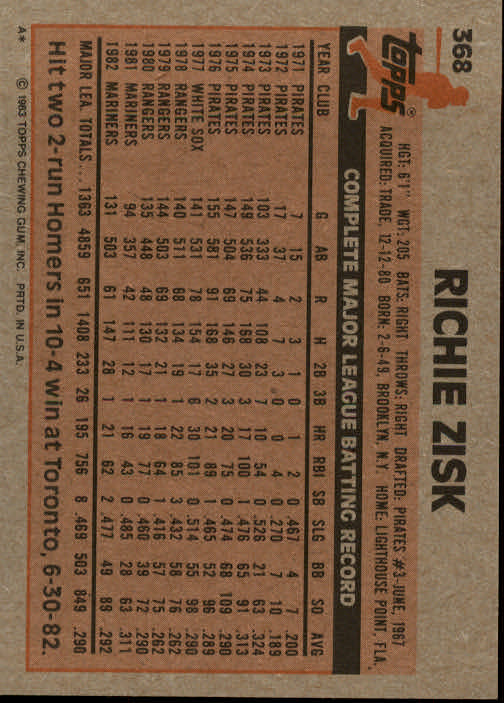 368
topps®
RICHIE ZISK
HGT: 6'1" WGT: 205 BATS: RIGHT THROWS: RIGHT DRAFTED: PIRATES #3-JUNE, 1967
ACQUIRED: TRADE, 12-12-80 BORN: 2-6-49, BROOKLYN, N.Y. HOME: LIGHTHOUSE POINT, FLA.
COMPLETE MAJOR LEAGUE BATTING RECORD
YEAR CLUB G AB R H 2B 3B HR RBI SB SLG BB SO AVG
1971 PIRATES 7 15 2 3 1 0 1 2 0 .467 4 7 .200
1972 PIRATES 17 37 4 7 3 0 0 4 0 .270 7 10 .189
1973 PIRATES 103 333 44 108 23 7 10 54 0 .526 21 63 .324
1974 PIRATES 149 536 75 168 30 3 17 100 1 .476 65 91 .313
1975 PIRATES 147 504 69 146 27 3 20 75 0 .474 68 109 .290
1976 PIRATES 155 581 91 168 35 2 21 89 1 .465 52 96 .289
1977 WHITE SOX 141 531 78 154 17 6 30 101 0 .514 55 98 .290
1978 RANGERS 140 511 68 134 19 1 22 85 3 .432 58 76 .262
1979 RANGERS 144 503 69 132 21 1 18 64 1 .416 57 75 .262
1980 RANGERS 135 448 48 130 17 1 19 77 0 .460 39 72 .290
1981 MARINERS 94 357 42 111 12 1 16 43 0 .485 28 63 .311
1982 MARINERS 131 503 61 147 28 1 21 62 2 .477 49 89 .292
MAJOR LEA. TOTALS... 1363 4859 651 1408 233 26 195 756 8 .469 503 849 .290
Hit two 2-run Homers in 10-4 win at Toronto, 6-30-82.
A* © 1983 TOPPS CHEWING GUM, INC. PRTD. IN U.S.A.